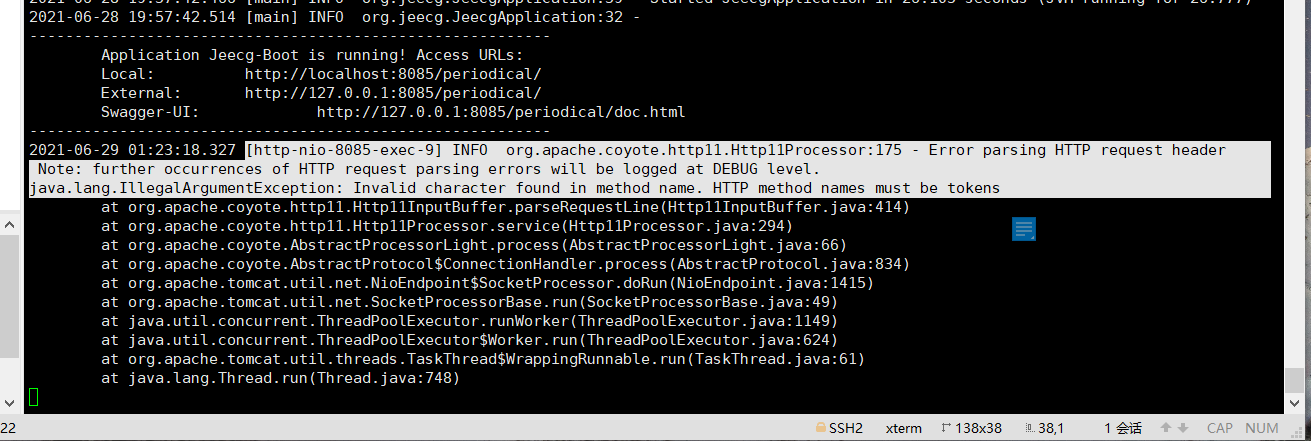 2021-06-28 19:57:42.514 [main] INFO  org.jeecg.JeecgApplication:32 -
----------------------------------------------------------
Application Jeecg-Boot is running! Access URLs:
Local: http://localhost:8085/periodical/
External: http://127.0.0.1:8085/periodical/
Swagger-UI: http://127.0.0.1:8085/periodical/doc.html
----------------------------------------------------------
2021-06-29 01:23:18.327 [http-nio-8085-exec-9] INFO  org.apache.coyote.http11.Http11Processor:175 - Error parsing HTTP request header
Note: further occurrences of HTTP request parsing errors will be logged at DEBUG level.
java.lang.IllegalArgumentException: Invalid character found in method name. HTTP method names must be tokens
at org.apache.coyote.http11.Http11InputBuffer.parseRequestLine(Http11InputBuffer.java:414)
at org.apache.coyote.http11.Http11Processor.service(Http11Processor.java:294)
at org.apache.coyote.AbstractProcessorLight.process(AbstractProcessorLight.java:66)
at org.apache.coyote.AbstractProtocol$ConnectionHandler.process(AbstractProtocol.java:834)
at org.apache.tomcat.util.net.NioEndpoint$SocketProcessor.doRun(NioEndpoint.java:1415)
at org.apache.tomcat.util.net.SocketProcessorBase.run(SocketProcessorBase.java:49)
at java.util.concurrent.ThreadPoolExecutor.runWorker(ThreadPoolExecutor.java:1149)
at java.util.concurrent.ThreadPoolExecutor$Worker.run(ThreadPoolExecutor.java:624)
at org.apache.tomcat.util.threads.TaskThread$WrappingRunnable.run(TaskThread.java:61)
at java.lang.Thread.run(Thread.java:748)
22 SSH2 xterm 138x38 38,1 1 会话 CAP NUM